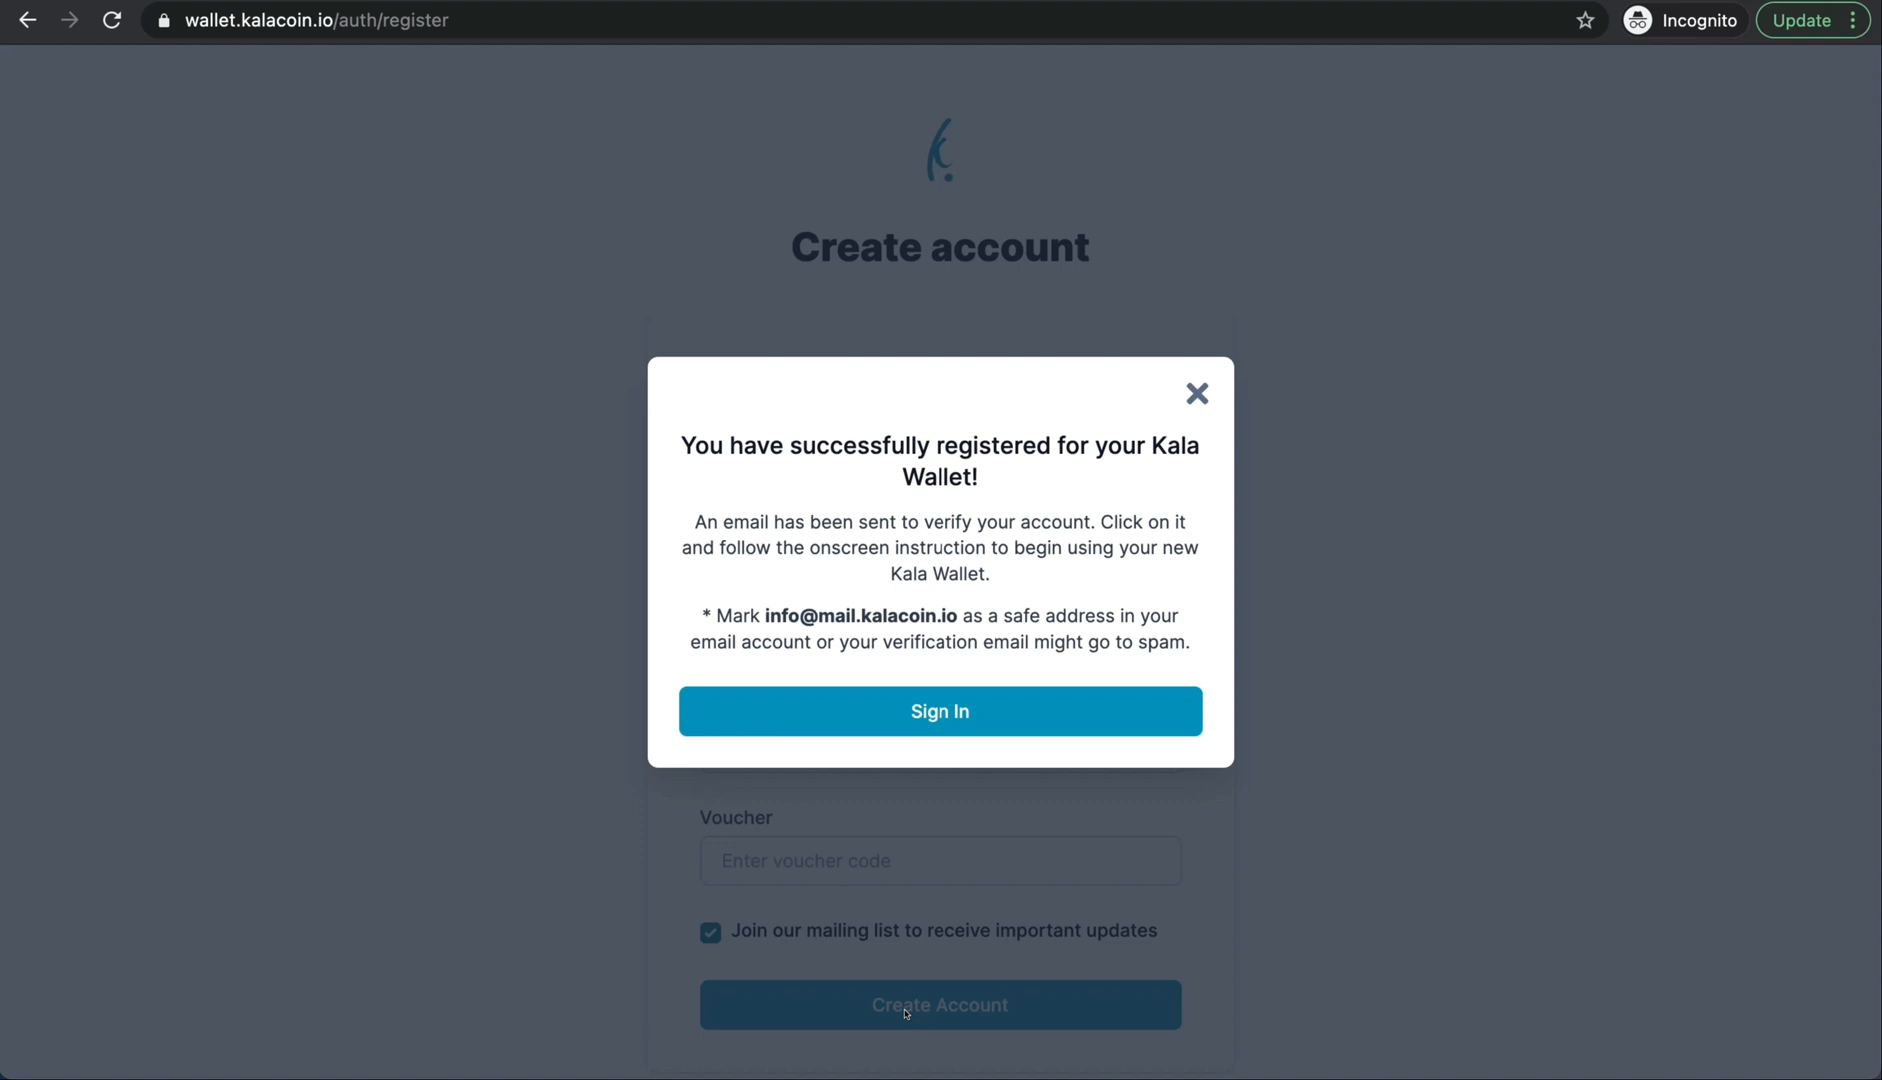 wallet.kalacoin.io/auth/register
Incognito
Update
Create account
You have successfully registered for your Kala
Wallet!
An email has been sent to verify your account. Click on it
and follow the onscreen instruction to begin using your new
Kala Wallet.
* Mark info@mail.kalacoin.io as a safe address in your
email account or your verification email might go to spam.
Sign In
Voucher
Enter voucher code
Join our mailing list to receive important updates
Create Account